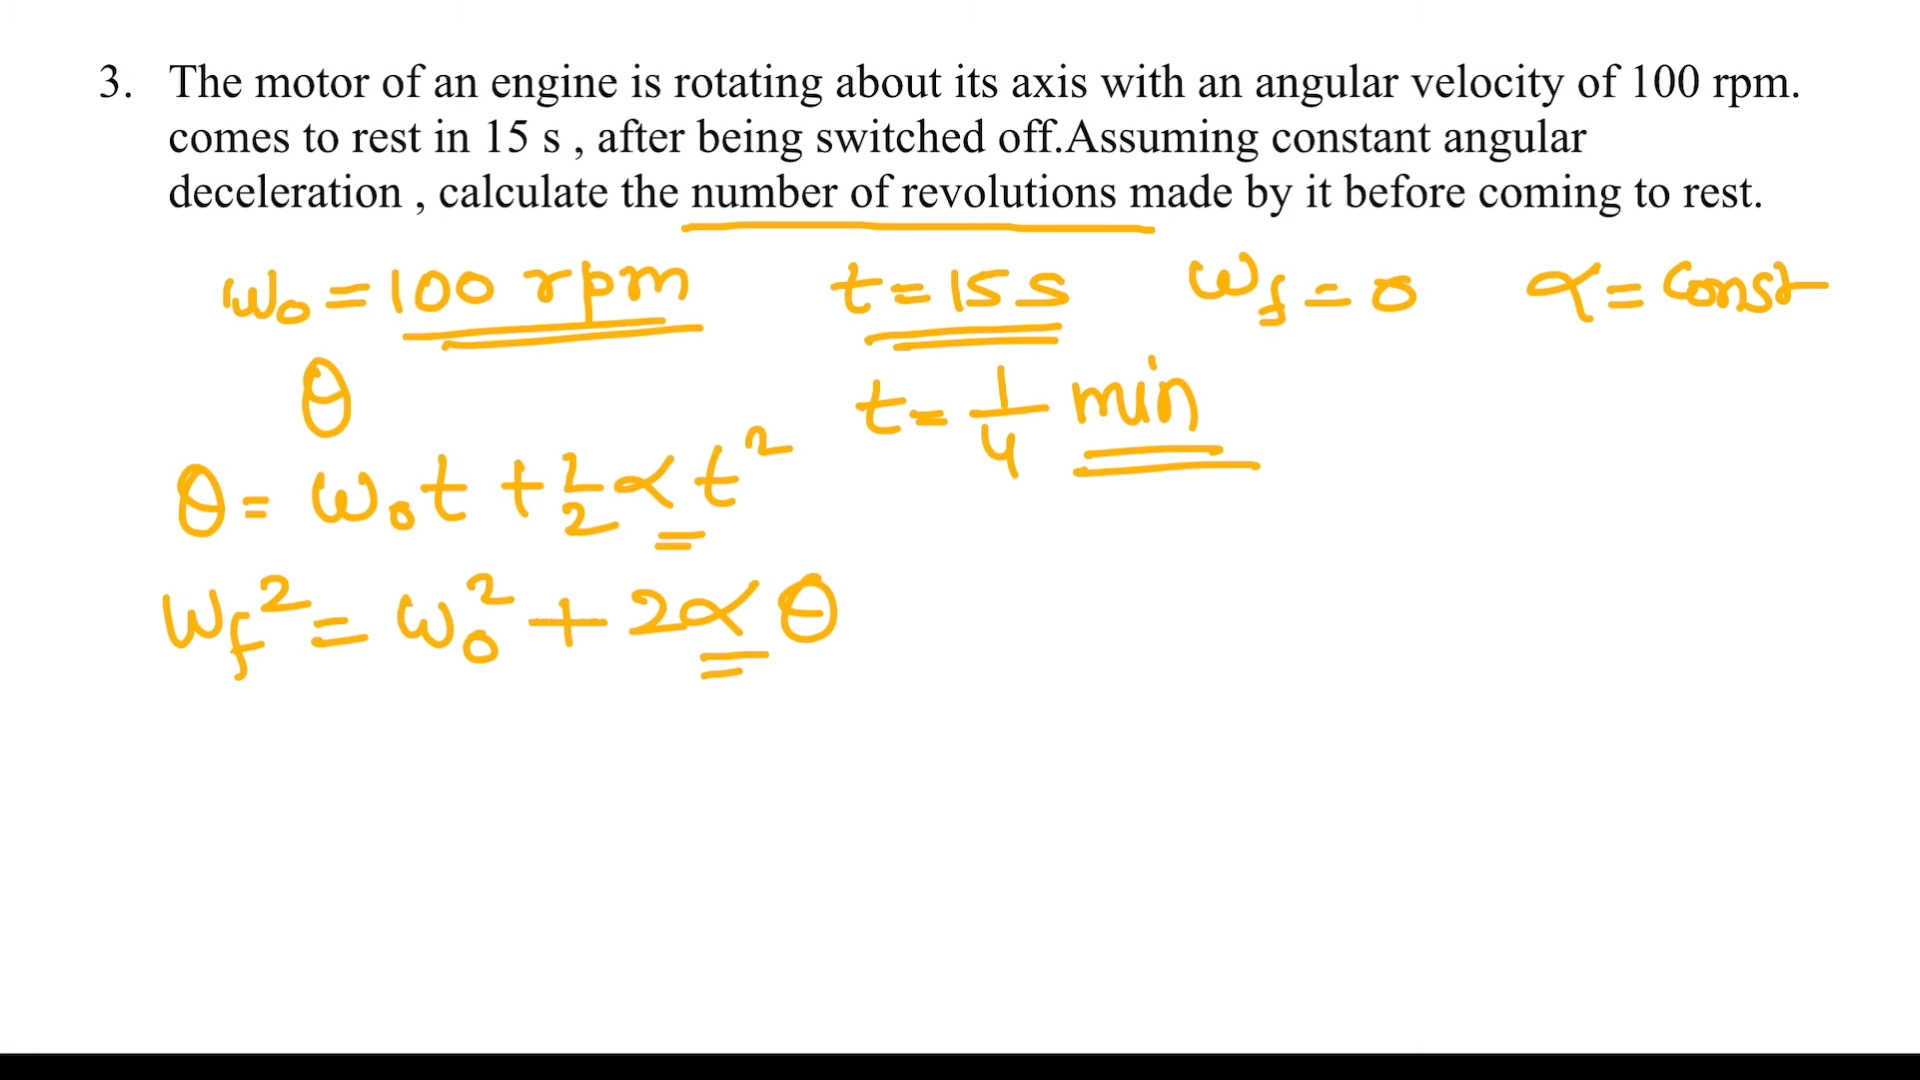 3. The motor of an engine is rotating about its axis with an angular velocity of 100 rpm.
comes to rest in 15 s , after being switched off.Assuming constant angular
deceleration , calculate the number of revolutions made by it before coming to rest.
ω₀ = 100 rpm t = 15 s ω_f = 0 α = Const
θ t = 1/4 min
θ = ω₀t + 1/2 αt²
ω_f² = ω₀² + 2αθ